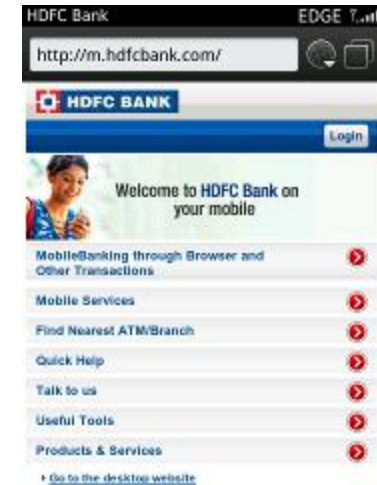 HDFC Bank EDGE
http://m.hdfcbank.com/
HDFC BANK
Login
Welcome to HDFC Bank on
your mobile
MobileBanking through Browser and
Other Transactions
Mobile Services
Find Nearest ATM/Branch
Quick Help
Talk to us
Useful Tools
Products & Services
Go to the desktop website